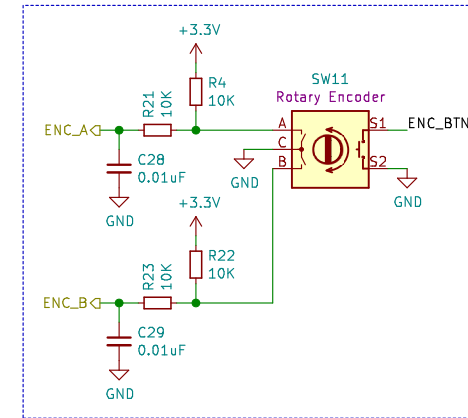 +3.3V
R4
10K
R21
10K
ENC_A
C28
0.01uF
GND
SW11
Rotary Encoder
A
C
B
S1
S2
ENC_BTN
GND
GND
+3.3V
R22
10K
R23
10K
ENC_B
C29
0.01uF
GND